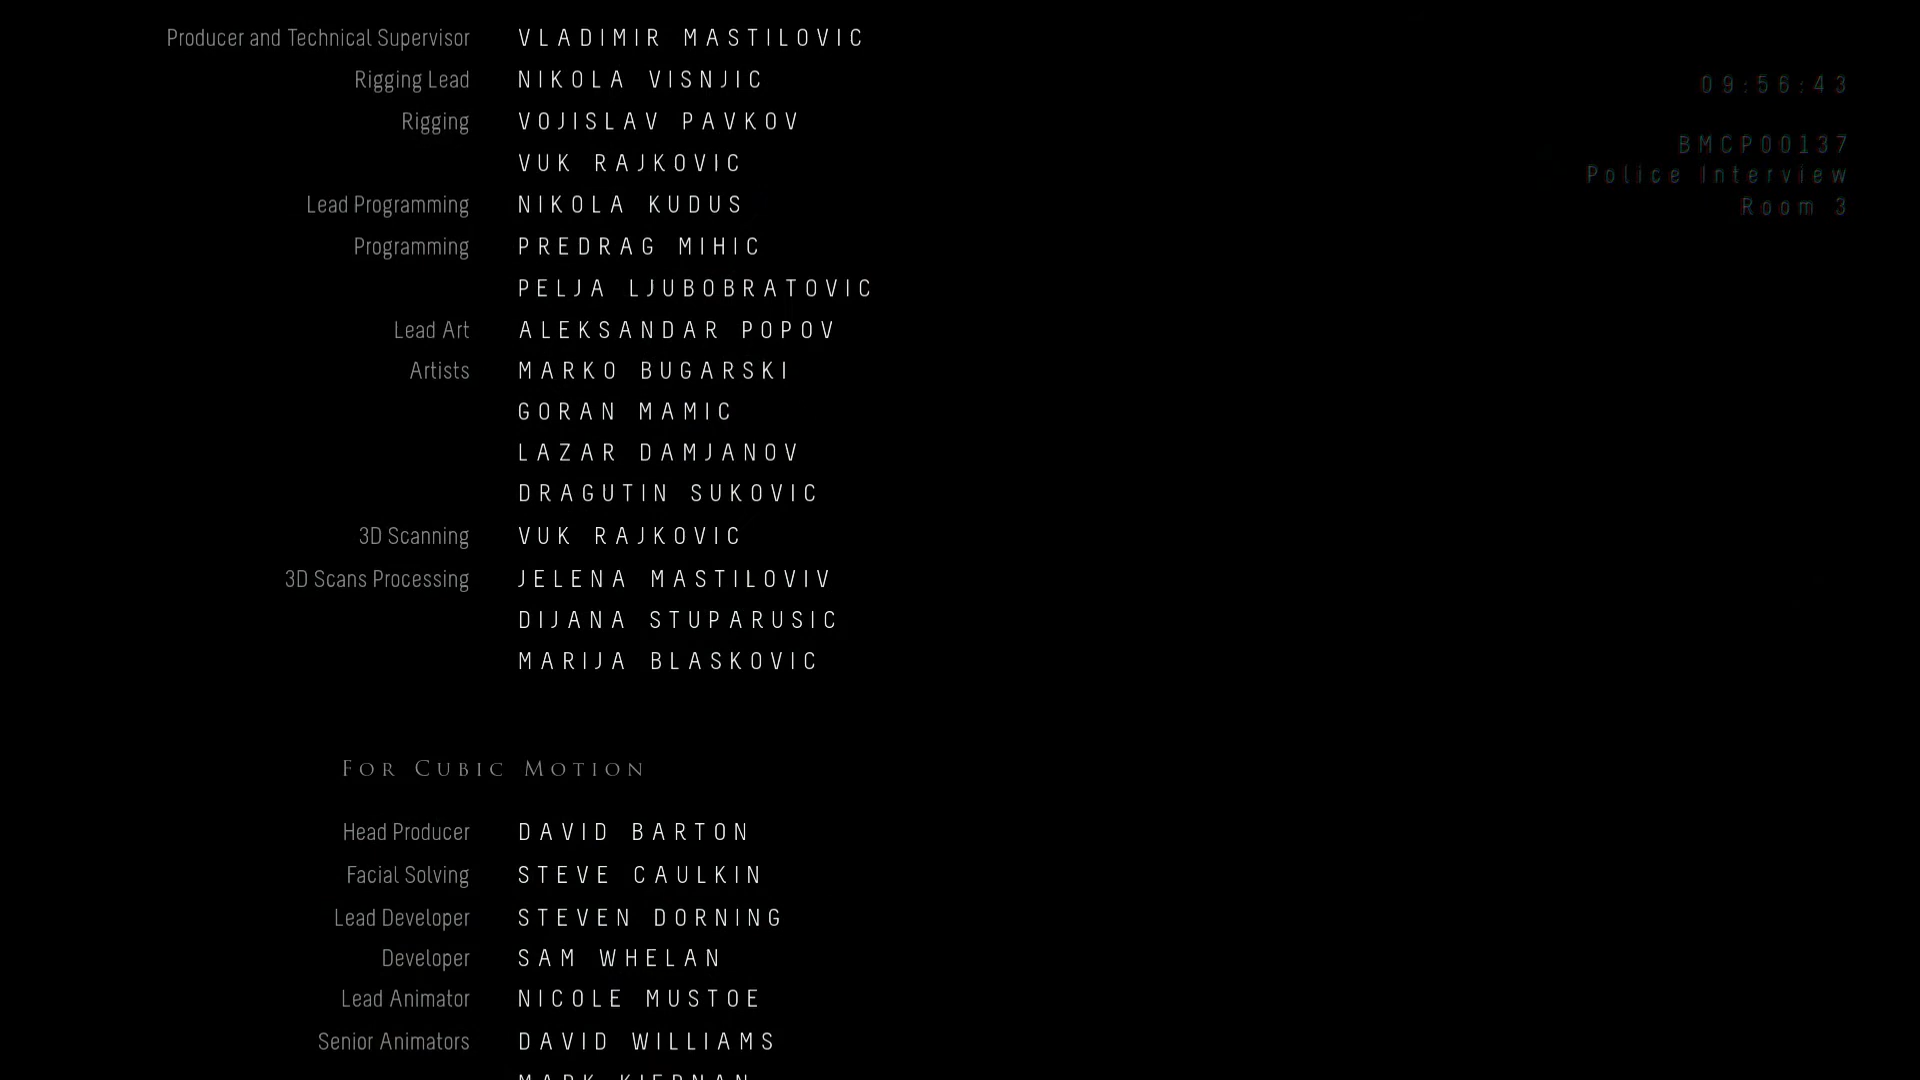 Producer and Technical Supervisor VLADIMIR MASTILOVIC
Rigging Lead NIKOLA VISNJIC
Rigging VOJISLAV PAVKOV
VUK RAJKOVIC
Lead Programming NIKOLA KUDUS
Programming PREDRAG MIHIC
PELJA LJUBOBRATOVIC
Lead Art ALEKSANDAR POPOV
Artists MARKO BUGARSKI
GORAN MAMIC
LAZAR DAMJANOV
DRAGUTIN SUKOVIC
3D Scanning VUK RAJKOVIC
3D Scans Processing JELENA MASTILOVIV
DIJANA STUPARUSIC
MARIJA BLASKOVIC
For Cubic Motion
Head Producer DAVID BARTON
Facial Solving STEVE CAULKIN
Lead Developer STEVEN DORNING
Developer SAM WHELAN
Lead Animator NICOLE MUSTOE
Senior Animators DAVID WILLIAMS
MARK KIERNAN
09:56:43
BMCP00137
Police Interview
Room 3